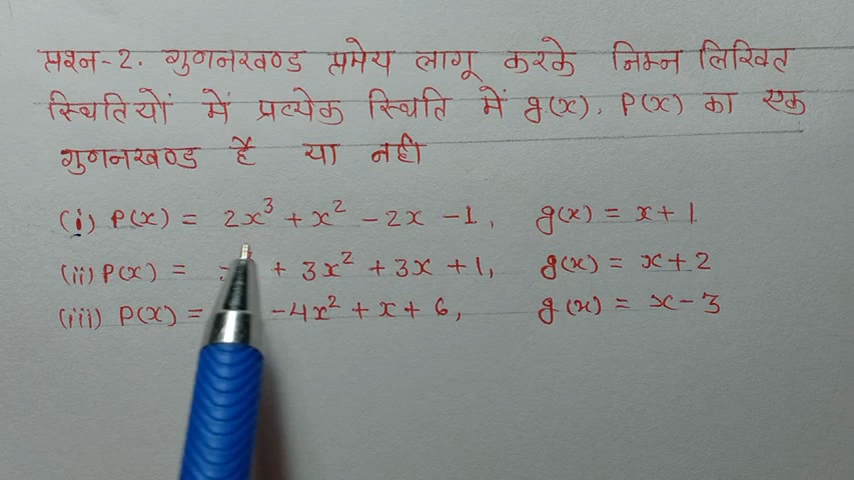 प्रश्न-2. गुणनखण्ड प्रमेय लागू करके निम्न लिखित
स्थितियों में प्रत्येक स्थिति में g(x), P(x) का एक
गुणनखण्ड है या नही
(i) P(x) = 2x³ + x² - 2x - 1, g(x) = x + 1
(ii) P(x) = + 3x² + 3x + 1, g(x) = x + 2
(iii) P(x) = - 4x² + x + 6, g(x) = x - 3